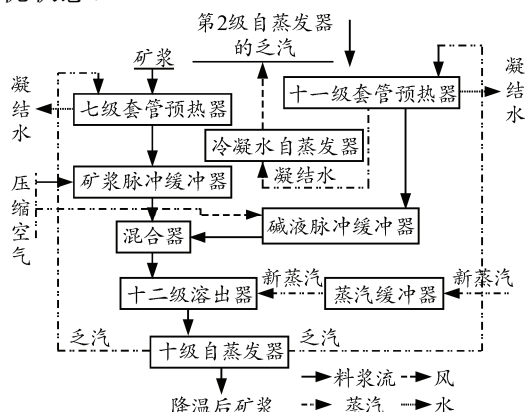 第2级自蒸发器
的乏汽
矿浆
凝
结
水
七级套管预热器
十一级套管预热器
凝
结
水
冷凝水自蒸发器
凝结水
压
缩
空
气
矿浆脉冲缓冲器
碱液脉冲缓冲器
混合器
十二级溶出器
新蒸汽
蒸汽缓冲器
新蒸汽
乏汽
十级自蒸发器
乏汽
降温后矿浆
料浆流
风
蒸汽
水